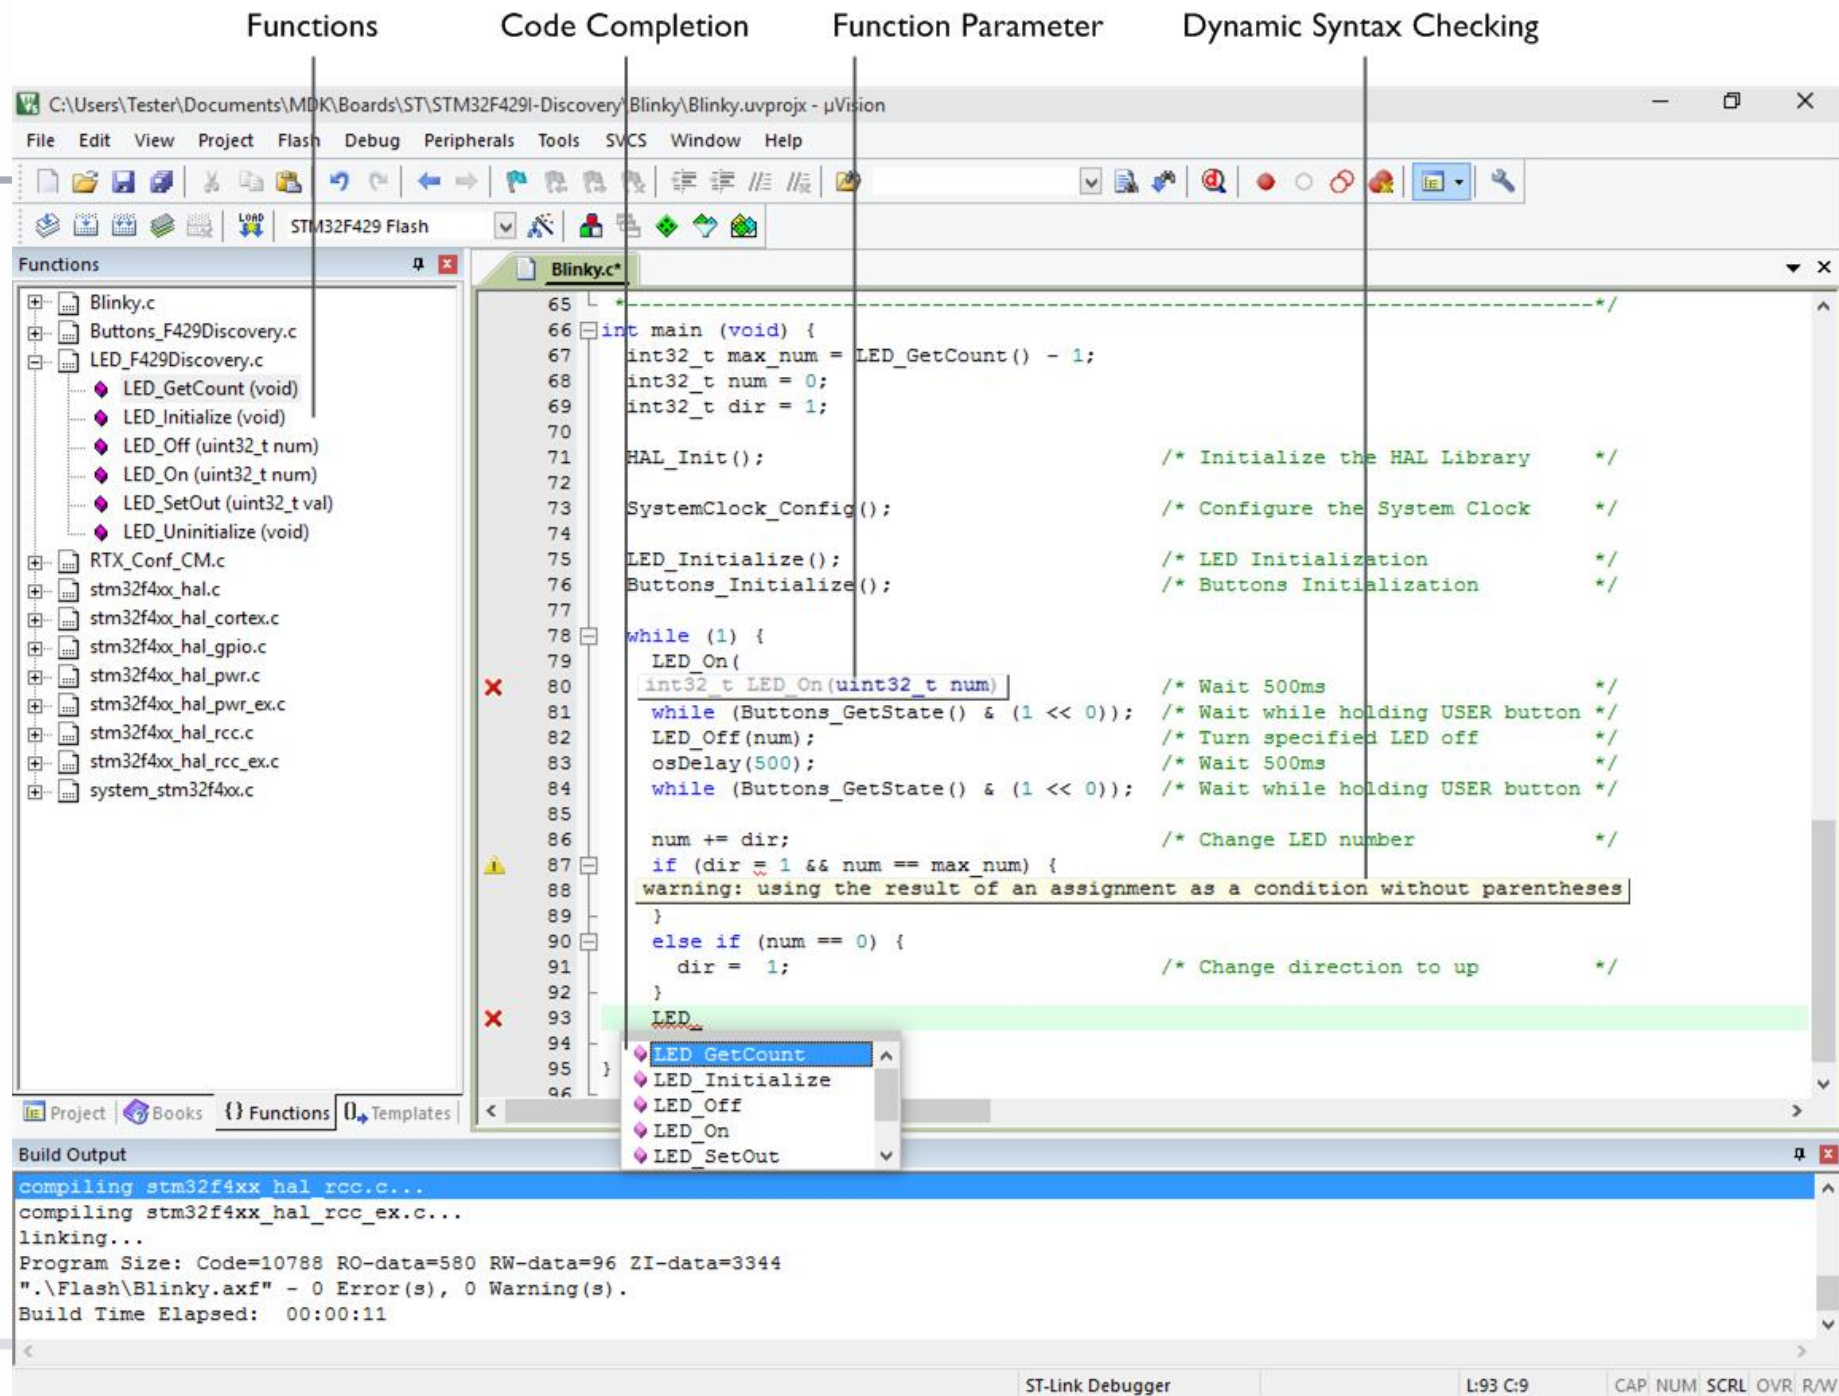 Functions Code Completion Function Parameter Dynamic Syntax Checking
C:\Users\Tester\Documents\MDK\Boards\ST\STM32F429I-Discovery\Blinky\Blinky.uvprojx - µVision
File Edit View Project Flash Debug Peripherals Tools SVCS Window Help
LOAD STM32F429 Flash
Functions
Blinky.c
Buttons_F429Discovery.c
LED_F429Discovery.c
LED_GetCount (void)
LED_Initialize (void)
LED_Off (uint32_t num)
LED_On (uint32_t num)
LED_SetOut (uint32_t val)
LED_Uninitialize (void)
RTX_Conf_CM.c
stm32f4xx_hal.c
stm32f4xx_hal_cortex.c
stm32f4xx_hal_gpio.c
stm32f4xx_hal_pwr.c
stm32f4xx_hal_pwr_ex.c
stm32f4xx_hal_rcc.c
stm32f4xx_hal_rcc_ex.c
system_stm32f4xx.c
Project Books {} Functions 0 Templates
Blinky.c*
65 *---------------------------------------------------------------------------*/
66 int main (void) {
67 int32_t max_num = LED_GetCount() - 1;
68 int32_t num = 0;
69 int32_t dir = 1;
70
71 HAL_Init(); /* Initialize the HAL Library */
72
73 SystemClock_Config(); /* Configure the System Clock */
74
75 LED_Initialize(); /* LED Initialization */
76 Buttons_Initialize(); /* Buttons Initialization */
77
78 while (1) {
79 LED_On(
80 int32_t LED_On(uint32_t num) /* Wait 500ms */
81 while (Buttons_GetState() & (1 << 0)); /* Wait while holding USER button */
82 LED_Off(num); /* Turn specified LED off */
83 osDelay(500); /* Wait 500ms */
84 while (Buttons_GetState() & (1 << 0)); /* Wait while holding USER button */
85
86 num += dir; /* Change LED number */
87 if (dir = 1 && num == max_num) {
88 warning: using the result of an assignment as a condition without parentheses
89 }
90 else if (num == 0) {
91 dir = 1; /* Change direction to up */
92 }
93 LED_
94
95 }
96
LED_GetCount
LED_Initialize
LED_Off
LED_On
LED_SetOut
Build Output
compiling stm32f4xx_hal_rcc.c...
compiling stm32f4xx_hal_rcc_ex.c...
linking...
Program Size: Code=10788 RO-data=580 RW-data=96 ZI-data=3344
".\Flash\Blinky.axf" - 0 Error(s), 0 Warning(s).
Build Time Elapsed: 00:00:11
ST-Link Debugger L:93 C:9 CAP NUM SCRL OVR R/W